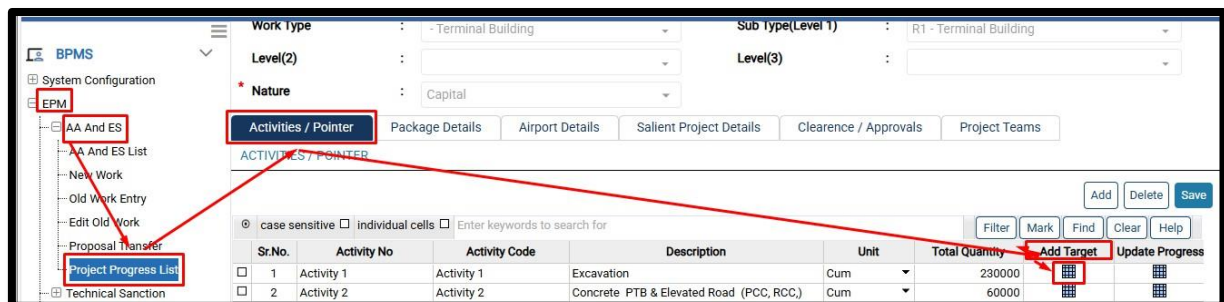 Work Type : - Terminal Building Sub Type(Level 1) : R1 - Terminal Building
BPMS
Level(2) : Level(3) :
System Configuration
* Nature : Capital
EPM
AA And ES
Activities / Pointer Package Details Airport Details Salient Project Details Clearence / Approvals Project Teams
AA And ES List
ACTIVITIES / POINTER
New Work
Old Work Entry
Add Delete Save
Edit Old Work
case sensitive individual cells Enter keywords to search for Filter Mark Find Clear Help
Proposal Transfer
Sr.No. Activity No Activity Code Description Unit Total Quantity Add Target Update Progress
Project Progress List
1 Activity 1 Activity 1 Excavation Cum 230000
Technical Sanction
2 Activity 2 Activity 2 Concrete PTB & Elevated Road (PCC, RCC,) Cum 60000